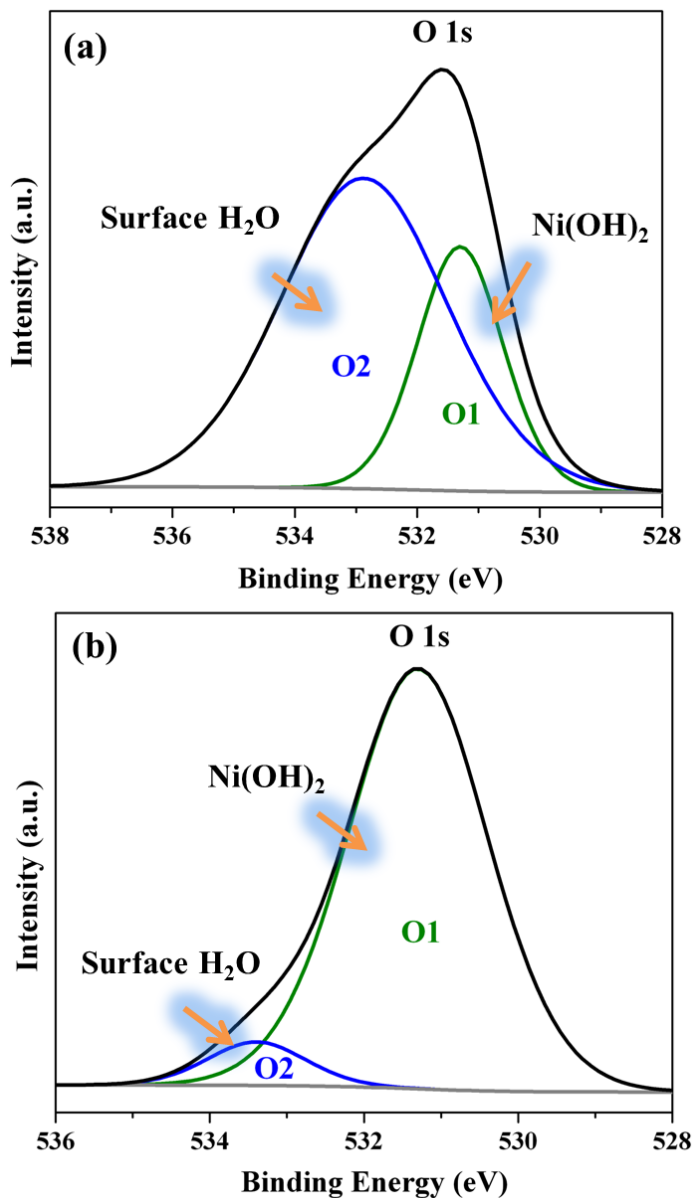 (a)
O 1s
Surface H₂O
Ni(OH)₂
O2
O1
Intensity (a.u.)
538 536 534 532 530 528
Binding Energy (eV)
(b)
O 1s
Ni(OH)₂
O1
Surface H₂O
O2
Intensity (a.u.)
536 534 532 530 528
Binding Energy (eV)